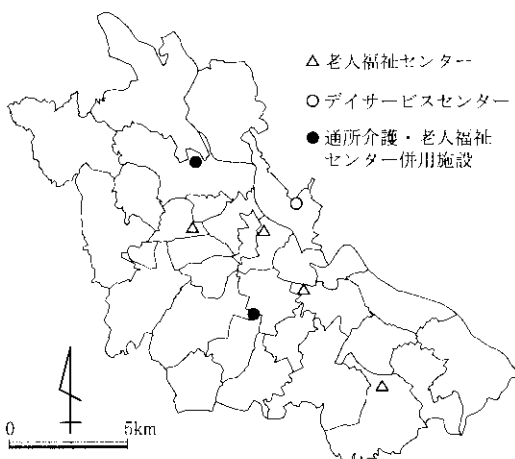 △ 老人福祉センター
○ デイサービスセンター
● 通所介護・老人福祉
センター併用施設
0 5km